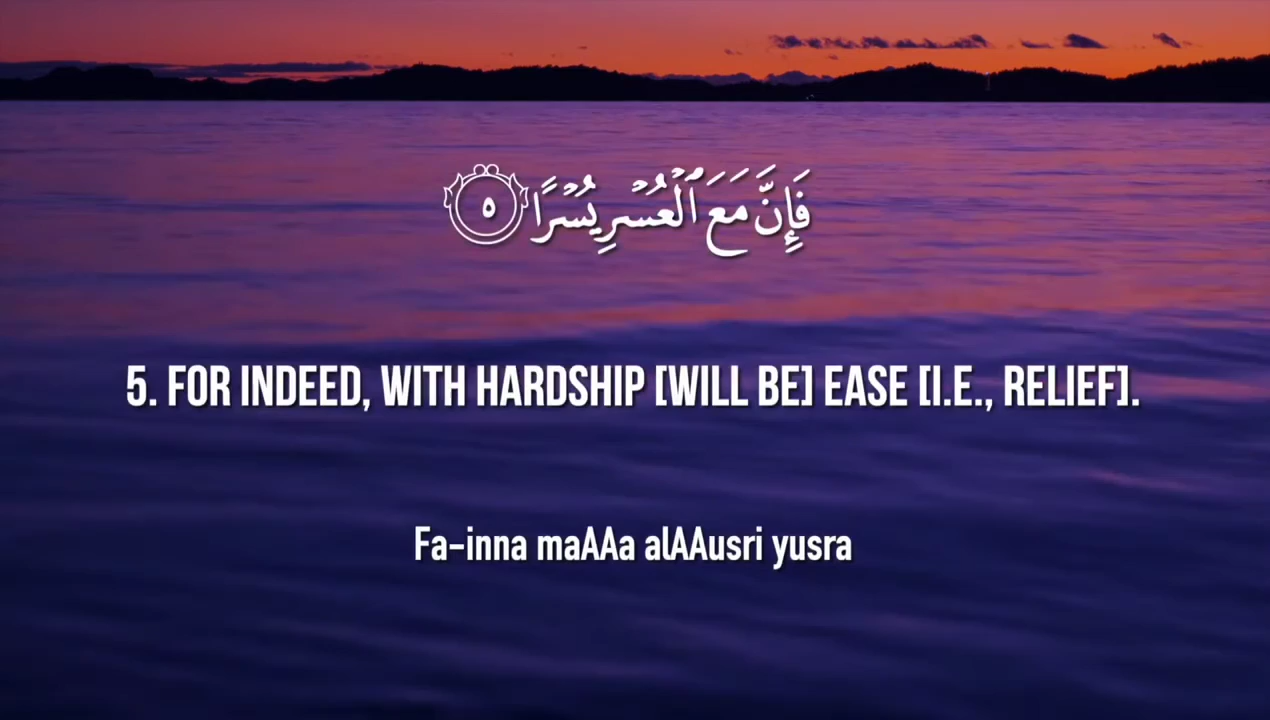 فَإِنَّ مَعَ ٱلْعُسْرِ يُسْرًا ٥
5. FOR INDEED, WITH HARDSHIP [WILL BE] EASE [I.E., RELIEF].
Fa-inna maAAa alAAusri yusra